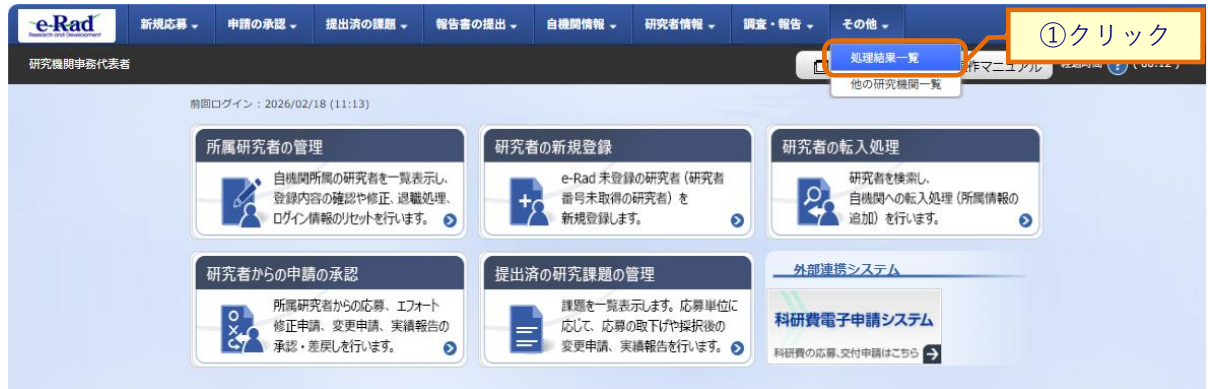 e-Rad
Research and Development
新規応募
申請の承認
提出済の課題
報告書の提出
自機関情報
研究者情報
調査・報告
その他
①クリック
研究機関事務代表者
処理結果一覧
他の研究機関一覧
作マニュアル
?
前回ログイン:2026/02/18 (11:13)
所属研究者の管理
自機関所属の研究者を一覧表示し、
登録内容の確認や修正、退職処理、
ログイン情報のリセットを行います。
研究者の新規登録
e-Rad 未登録の研究者（研究者
番号未取得の研究者）を
新規登録します。
研究者の転入処理
研究者を検索し、
自機関への転入処理（所属情報の
追加）を行います。
研究者からの申請の承認
所属研究者からの応募、エフォート
修正申請、変更申請、実績報告の
承認・差戻しを行います。
提出済の研究課題の管理
課題を一覧表示します。応募単位に
応じて、応募の取下げや採択後の
変更申請、実績報告を行います。
外部連携システム
科研費電子申請システム
科研費の応募、交付申請はこちら